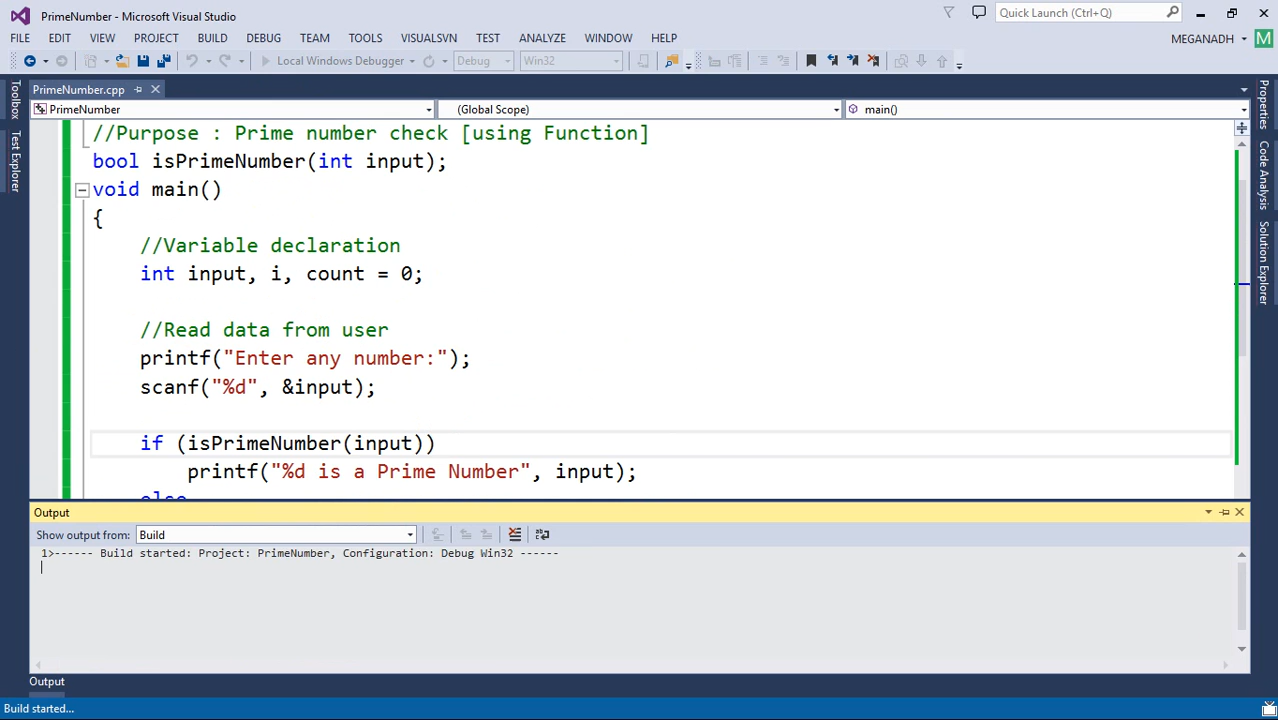 PrimeNumber - Microsoft Visual Studio
Quick Launch (Ctrl+Q)
FILE EDIT VIEW PROJECT BUILD DEBUG TEAM TOOLS VISUALSVN TEST ANALYZE WINDOW HELP
MEGANADH M
Local Windows Debugger Debug Win32
PrimeNumber.cpp
PrimeNumber (Global Scope) main()
Toolbox
Test Explorer
Properties
Code Analysis
Solution Explorer
//Purpose : Prime number check [using Function]
bool isPrimeNumber(int input);
void main()
{
//Variable declaration
int input, i, count = 0;
//Read data from user
printf("Enter any number:");
scanf("%d", &input);
if (isPrimeNumber(input))
printf("%d is a Prime Number", input);
else
Output
Show output from: Build
1>------ Build started: Project: PrimeNumber, Configuration: Debug Win32 ------
Output
Build started...